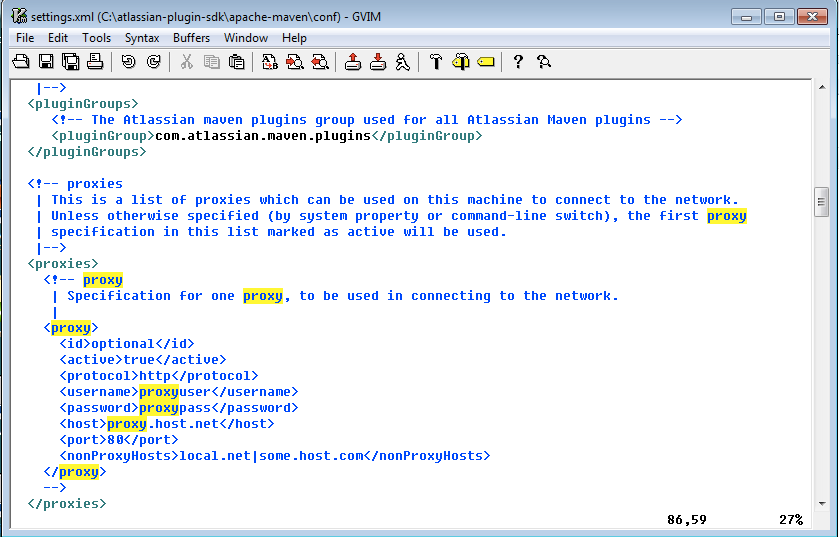 settings.xml (C:\atlassian-plugin-sdk\apache-maven\conf) - GVIM
File Edit Tools Syntax Buffers Window Help
|-->
<pluginGroups>
<!-- The Atlassian maven plugins group used for all Atlassian Maven plugins -->
<pluginGroup>com.atlassian.maven.plugins</pluginGroup>
</pluginGroups>
<!-- proxies
| This is a list of proxies which can be used on this machine to connect to the network.
| Unless otherwise specified (by system property or command-line switch), the first proxy
| specification in this list marked as active will be used.
|-->
<proxies>
<!-- proxy
| Specification for one proxy, to be used in connecting to the network.
|
<proxy>
<id>optional</id>
<active>true</active>
<protocol>http</protocol>
<username>proxyuser</username>
<password>proxypass</password>
<host>proxy.host.net</host>
<port>80</port>
<nonProxyHosts>local.net|some.host.com</nonProxyHosts>
</proxy>
-->
</proxies>
86,59 27%